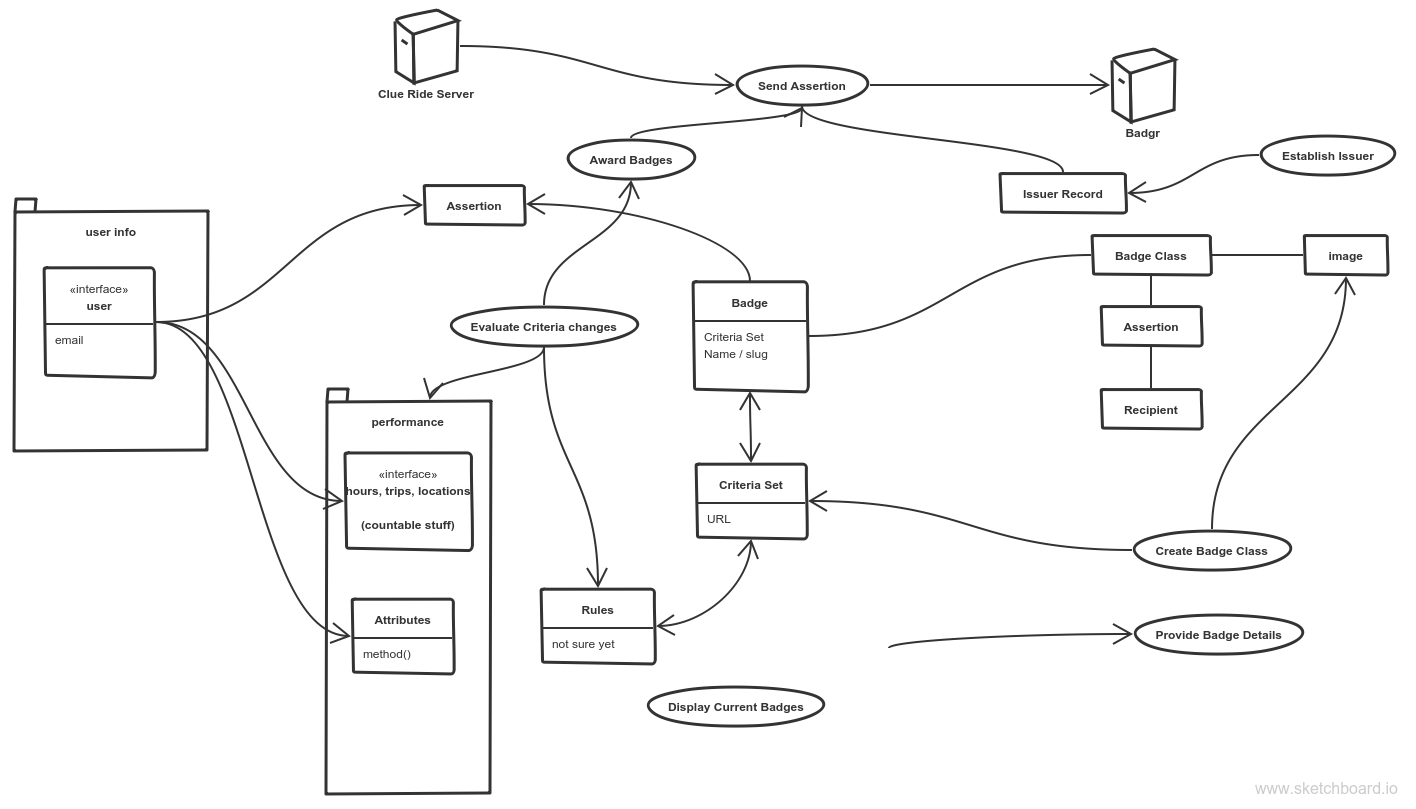 Clue Ride Server
Send Assertion
Badgr
Award Badges
Establish Issuer
Issuer Record
Assertion
user info
«interface»
user
email
Badge Class
image
Badge
Criteria Set
Name / slug
Evaluate Criteria changes
Assertion
Recipient
performance
«interface»
hours, trips, locations
(countable stuff)
Criteria Set
URL
Create Badge Class
Rules
not sure yet
Attributes
method()
Provide Badge Details
Display Current Badges
www.sketchboard.io